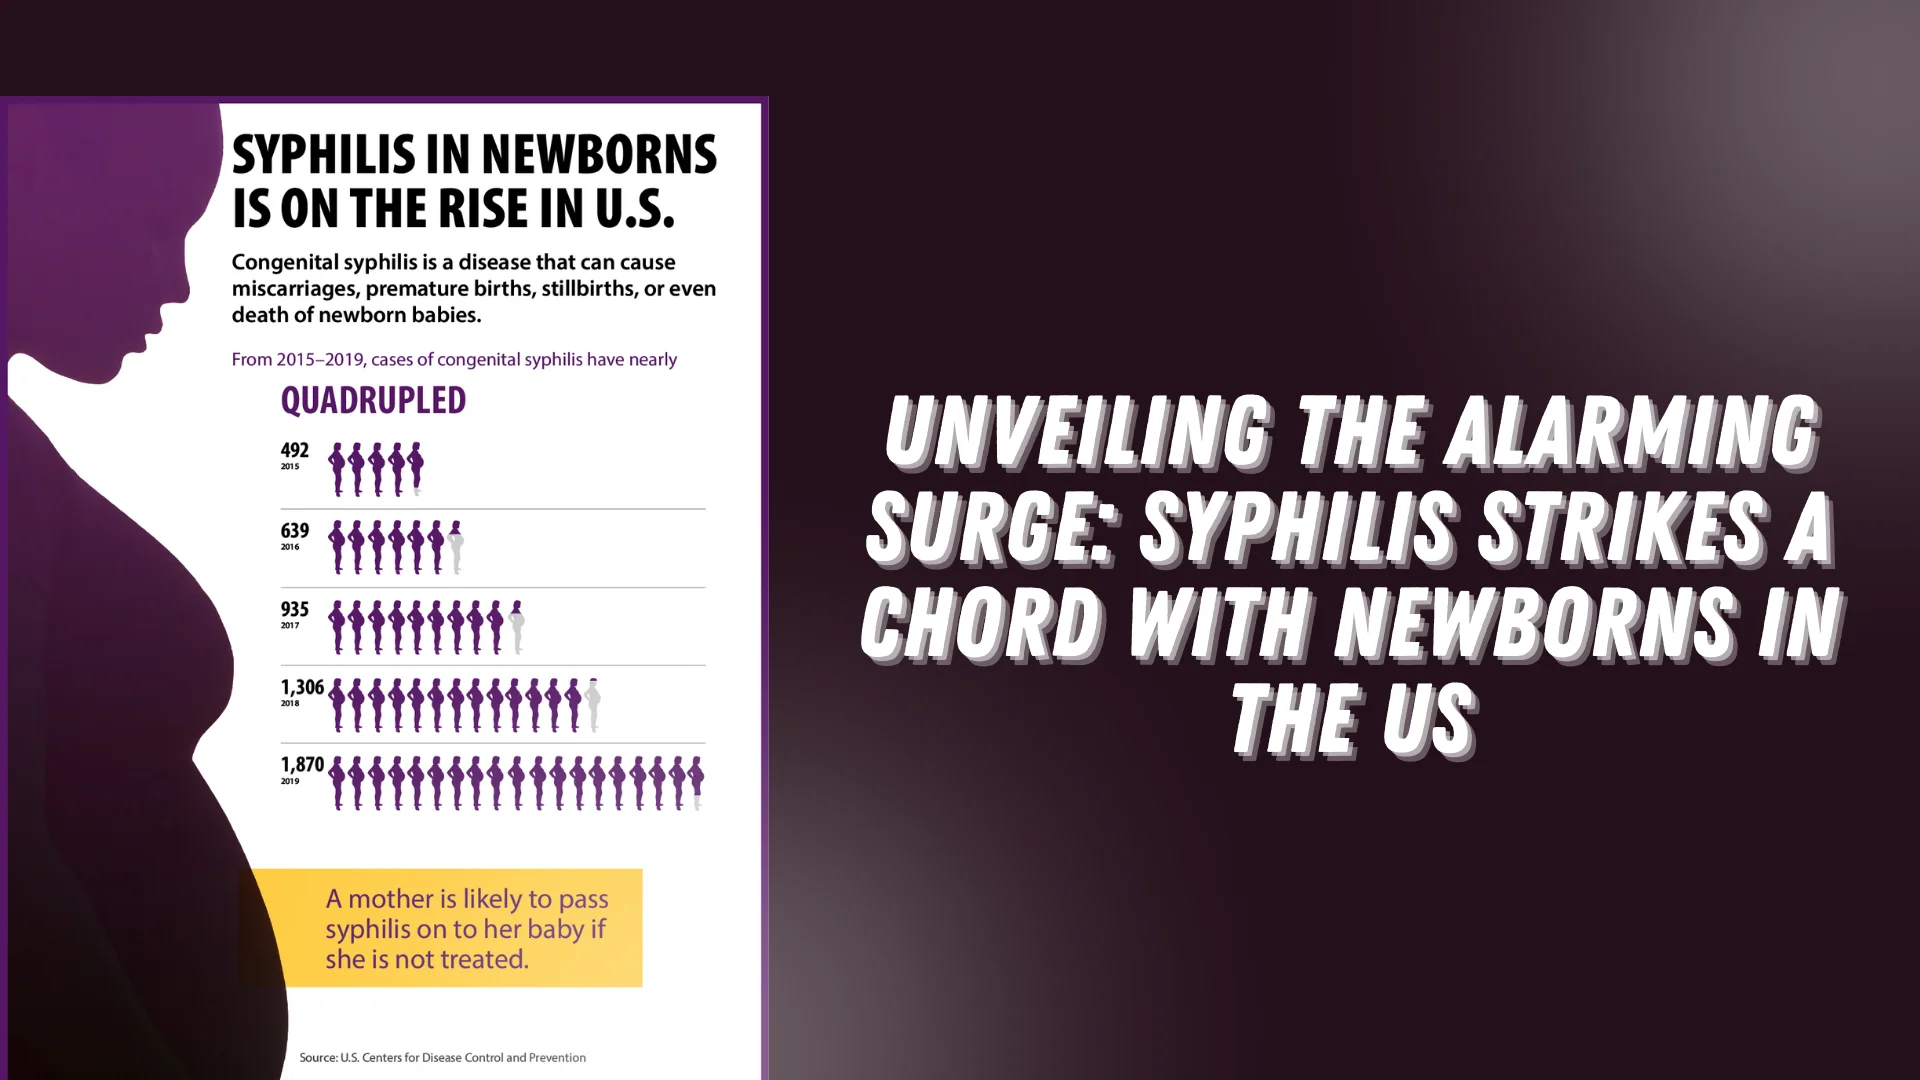 SYPHILIS IN NEWBORNS
IS ON THE RISE IN U.S.
Congenital syphilis is a disease that can cause
miscarriages, premature births, stillbirths, or even
death of newborn babies.
From 2015–2019, cases of congenital syphilis have nearly
QUADRUPLED
492
2015
639
2016
935
2017
1,306
2018
1,870
2019
A mother is likely to pass
syphilis on to her baby if
she is not treated.
Source: U.S. Centers for Disease Control and Prevention
UNVEILING THE ALARMING
SURGE: SYPHILIS STRIKES A
CHORD WITH NEWBORNS IN
THE US